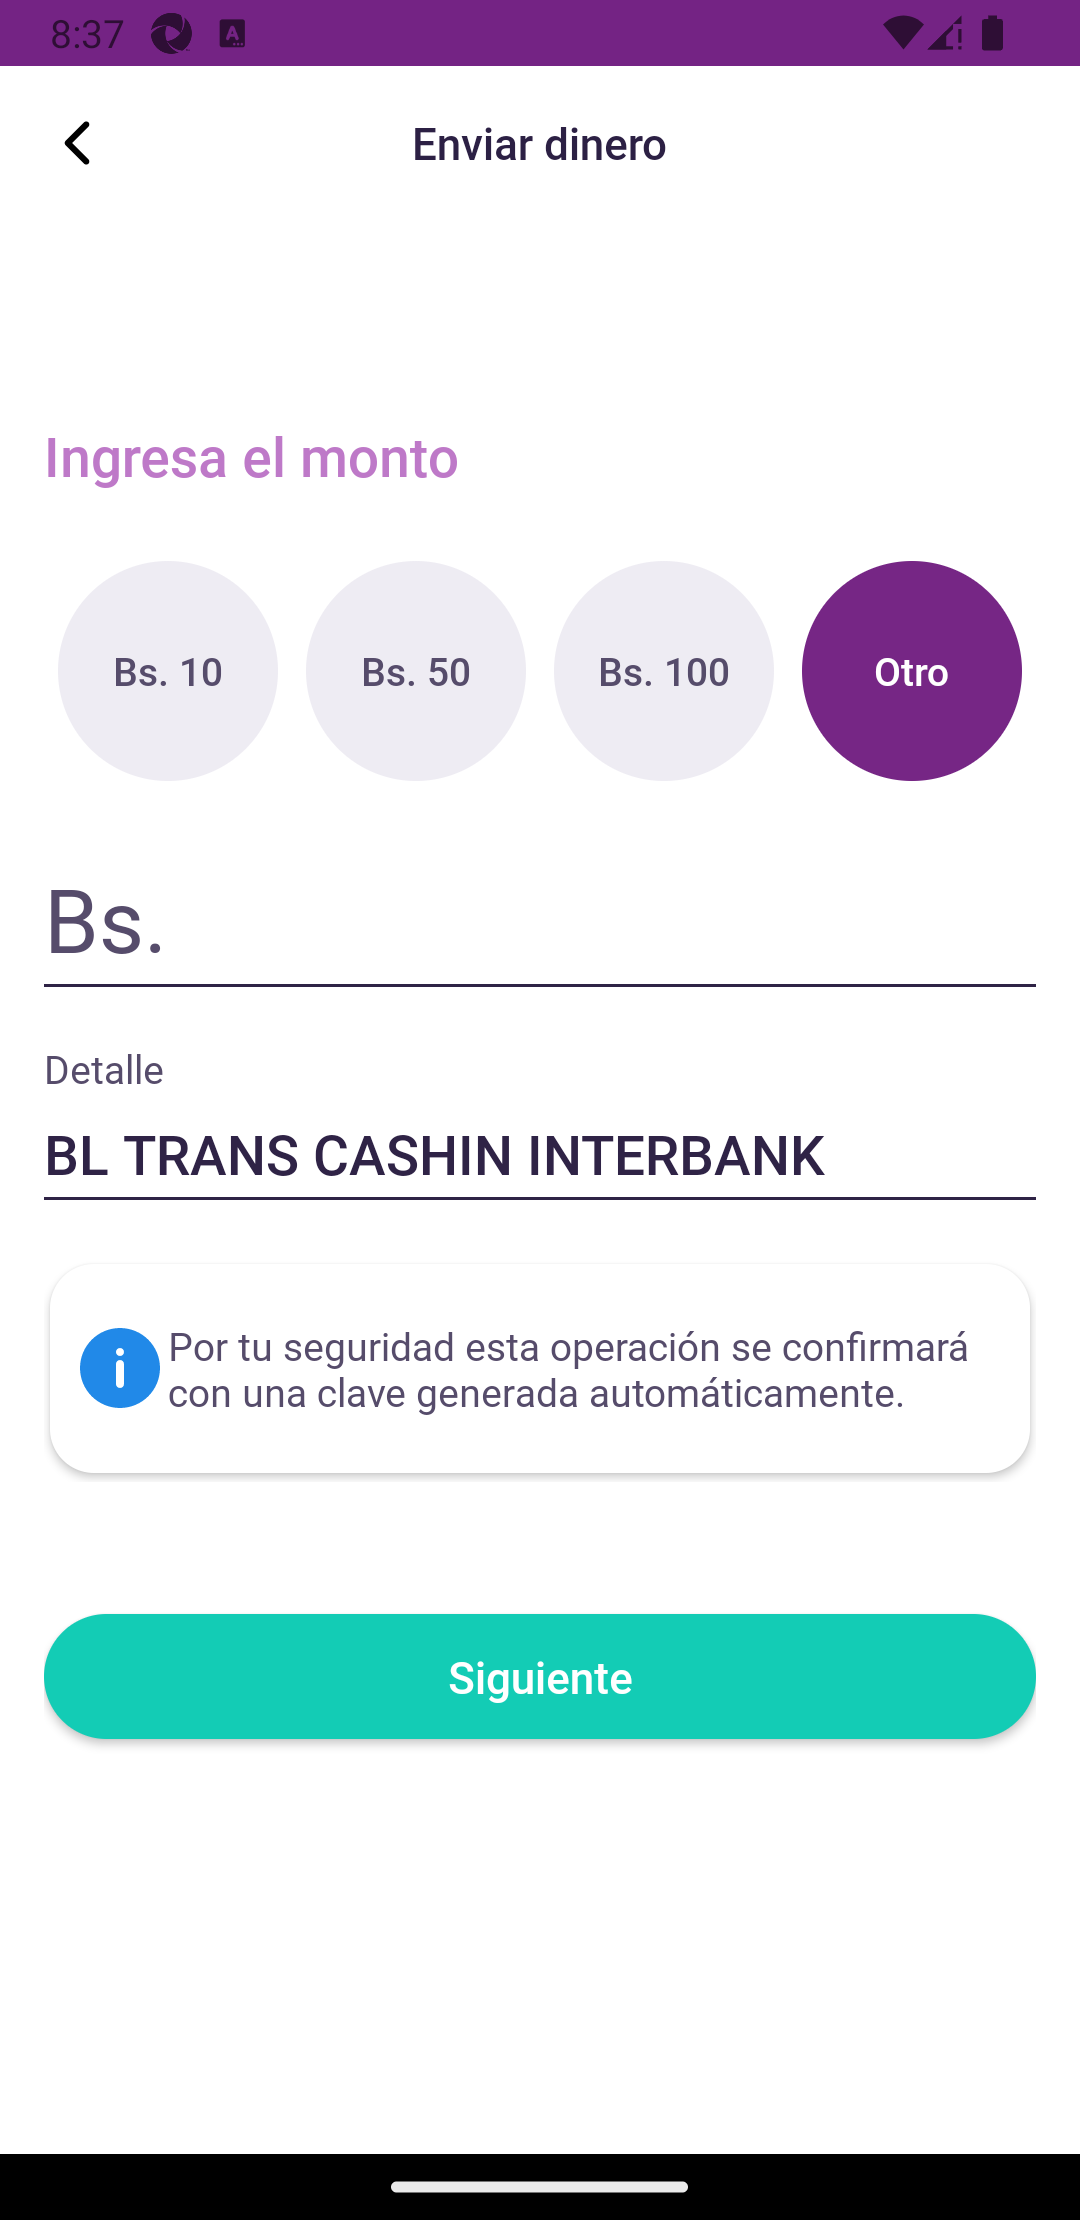 8:37
Enviar dinero
Ingresa el monto
Bs. 10
Bs. 50
Bs. 100
Otro
Bs.
Detalle
BL TRANS CASHIN INTERBANK
Por tu seguridad esta operación se confirmará
con una clave generada automáticamente.
Siguiente